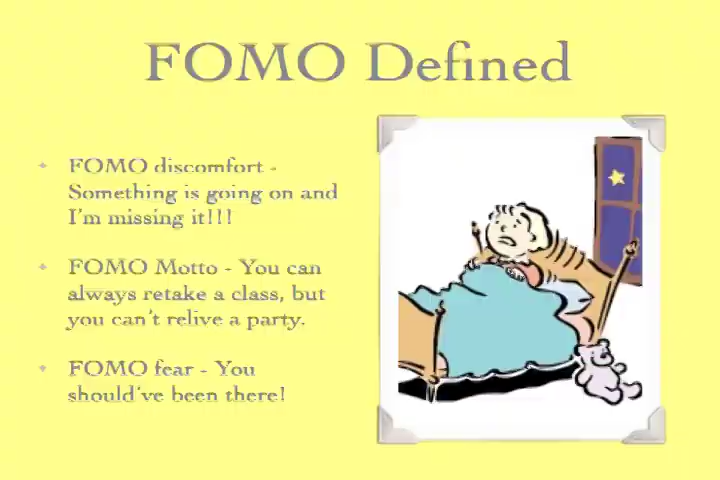 FOMO Defined
FOMO discomfort -
Something is going on and
I'm missing it!!!
FOMO Motto - You can
always retake a class, but
you can't relive a party.
FOMO fear - You
should've been there!